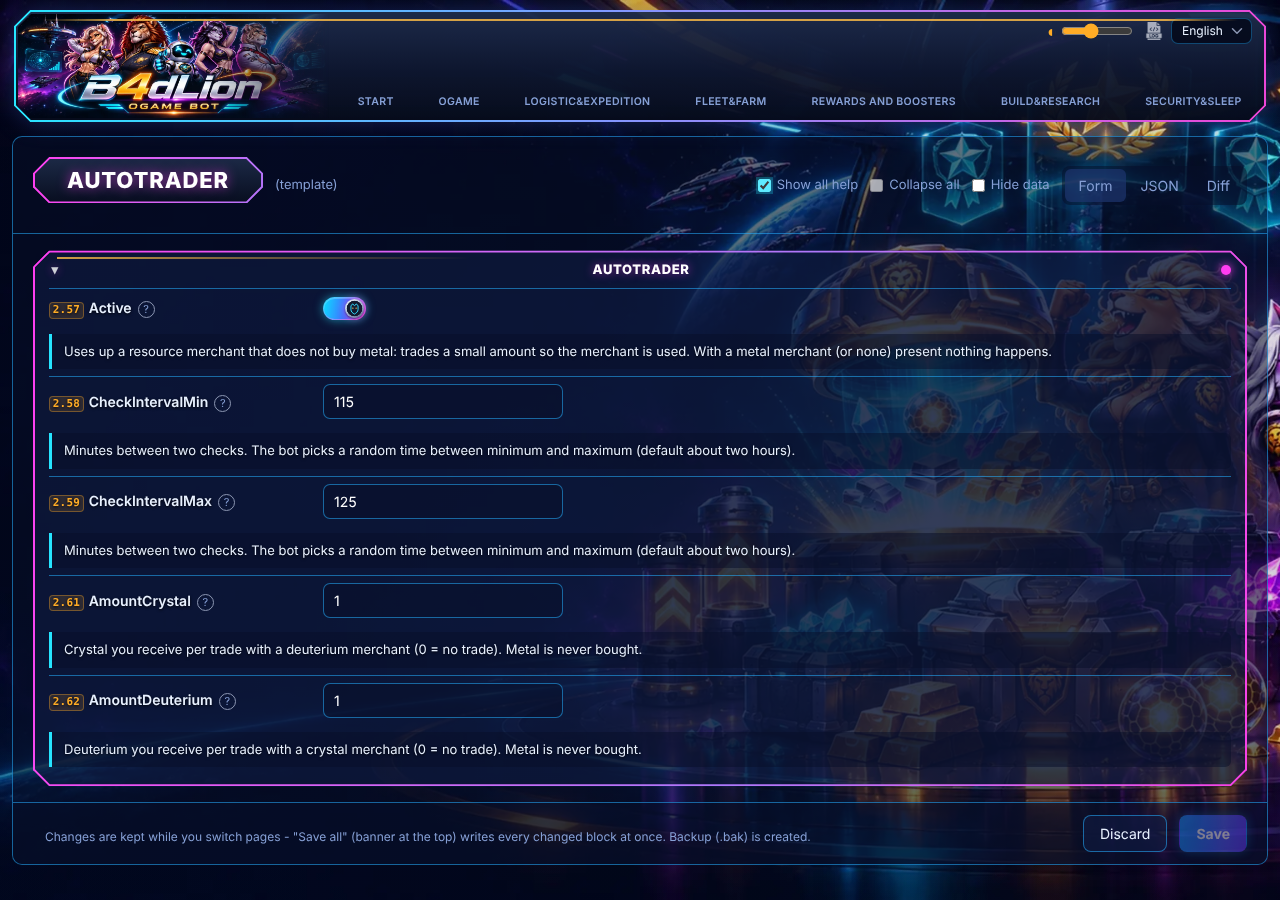 B4dLion
OGAME BOT
English
START OGAME LOGISTIC&EXPEDITION FLEET&FARM REWARDS AND BOOSTERS BUILD&RESEARCH SECURITY&SLEEP
AUTOTRADER (template)
Show all help Collapse all Hide data Form JSON Diff
▼ AUTOTRADER
2.57 Active ?
Uses up a resource merchant that does not buy metal: trades a small amount so the merchant is used. With a metal merchant (or none) present nothing happens.
2.58 CheckIntervalMin ? 115
Minutes between two checks. The bot picks a random time between minimum and maximum (default about two hours).
2.59 CheckIntervalMax ? 125
Minutes between two checks. The bot picks a random time between minimum and maximum (default about two hours).
2.61 AmountCrystal ? 1
Crystal you receive per trade with a deuterium merchant (0 = no trade). Metal is never bought.
2.62 AmountDeuterium ? 1
Deuterium you receive per trade with a crystal merchant (0 = no trade). Metal is never bought.
Changes are kept while you switch pages - "Save all" (banner at the top) writes every changed block at once. Backup (.bak) is created.
Discard Save